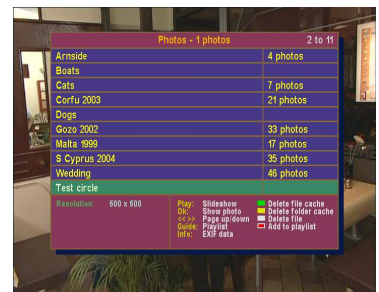 Photos - 1 photos 2 to 11
Arnside 4 photos
Boats
Cats 7 photos
Corfu 2003 21 photos
Dogs
Gozo 2002 33 photos
Malta 1999 17 photos
S Cyprus 2004 35 photos
Wedding 46 photos
Test circle
Resolution: 500 x 500
Play: Slideshow Delete file cache
Ok: Show photo Delete folder cache
<< >> Page up/down Delete file
Guide: Playlist Add to playlist
Info: EXIF data